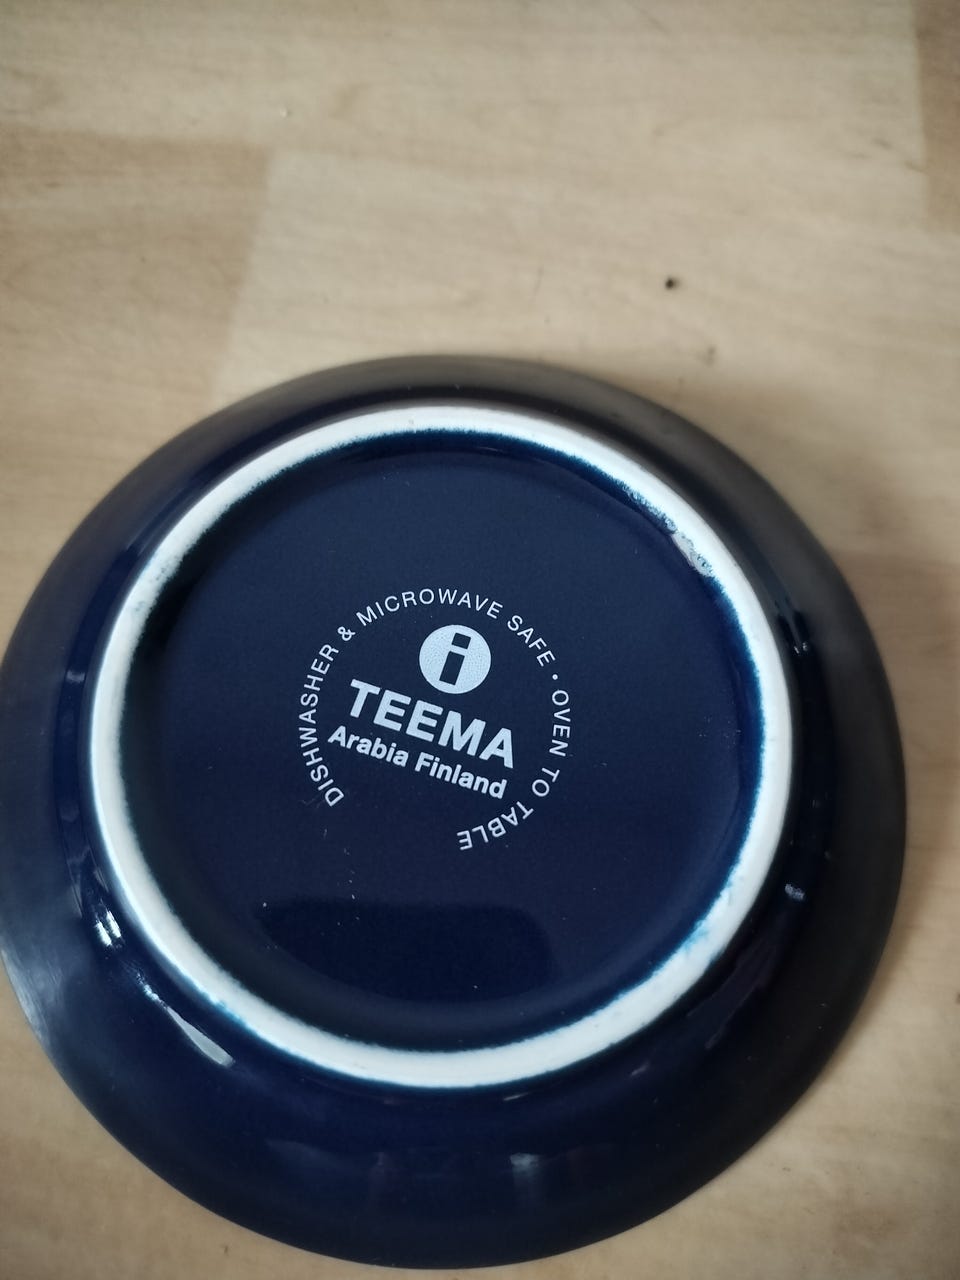 DISHWASHER & MICROWAVE SAFE • OVEN TO TABLE
i
TEEMA
Arabia Finland